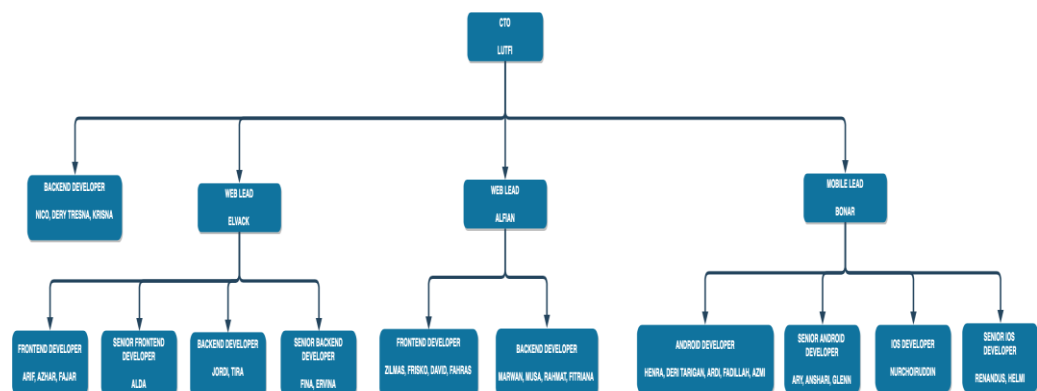 CTO
LUTFI
BACKEND DEVELOPER
NICO, DERY TRESNA, KRISNA
WEB LEAD
ELVACK
WEB LEAD
ALFIAN
MOBILE LEAD
BONAR
FRONTEND DEVELOPER
ARIF, AZHAR, FAJAR
SENIOR FRONTEND
DEVELOPER
ALDA
BACKEND DEVELOPER
JORDI, TIRA
SENIOR BACKEND
DEVELOPER
FINA, ERVINA
FRONTEND DEVELOPER
ZILMAS, FRISKO, DAVID, FAHRAS
BACKEND DEVELOPER
MARWAN, MUSA, RAHMAT, FITRIANA
ANDROID DEVELOPER
HENRA, DERI TARIGAN, ARDI, FADILLAH, AZMI
SENIOR ANDROID
DEVELOPER
ARY, ANSHARI, GLENN
IOS DEVELOPER
NURCHOIRUDDIN
SENIOR IOS
DEVELOPER
RENANDUS, HELMI